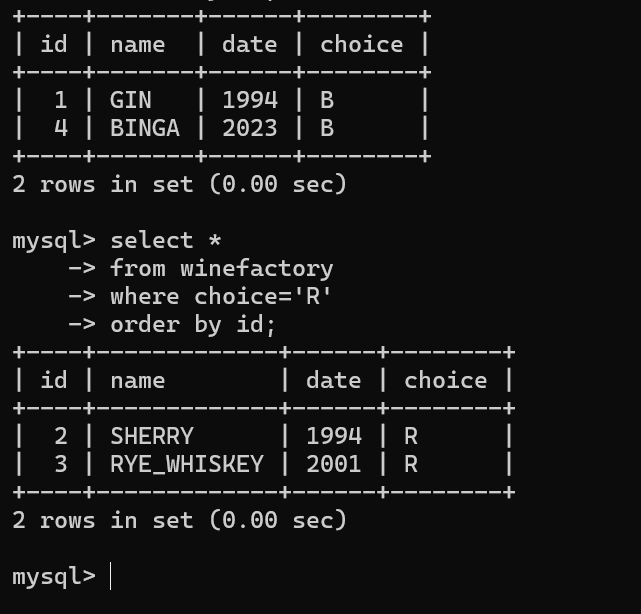 +----+-------+------+--------+
| id | name  | date | choice |
+----+-------+------+--------+
|  1 | GIN   | 1994 | B      |
|  4 | BINGA | 2023 | B      |
+----+-------+------+--------+
2 rows in set (0.00 sec)

mysql> select *
    -> from winefactory
    -> where choice='R'
    -> order by id;
+----+-------------+------+--------+
| id | name        | date | choice |
+----+-------------+------+--------+
|  2 | SHERRY      | 1994 | R      |
|  3 | RYE_WHISKEY | 2001 | R      |
+----+-------------+------+--------+
2 rows in set (0.00 sec)

mysql>